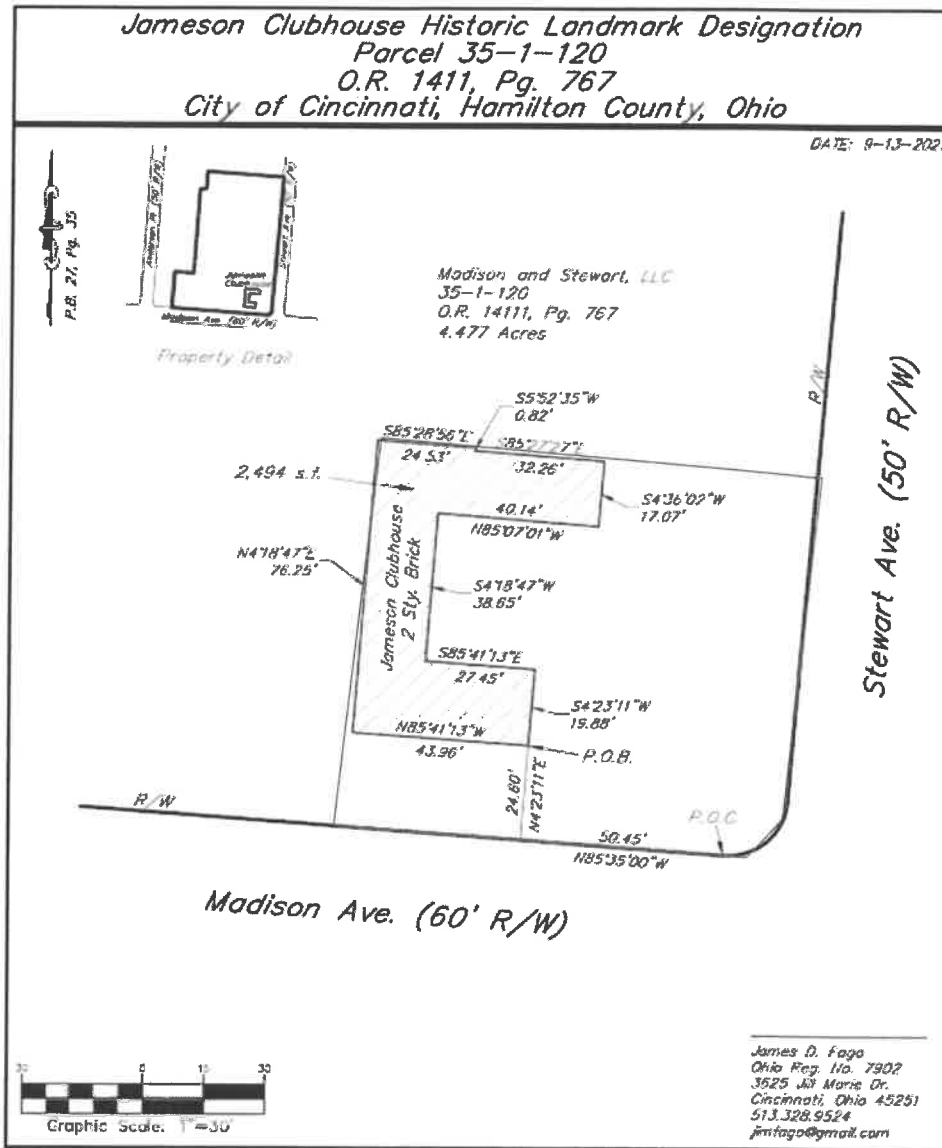 Jameson Clubhouse Historic Landmark Designation
Parcel 35-1-120
O.R. 1411, Pg. 767
City of Cincinnati, Hamilton County, Ohio
DATE: 9-13-202
P.B. 27, Pg. 35
(50' R/W)
Stewart Ave
R/W)
Jameson
Madison Ave (60' R/W)
Property Detail
Madison and Stewart, LLC
35-1-120
O.R. 14111, Pg. 767
4.477 Acres
R/W
Stewart Ave. (50' R/W)
S5°52'35"W
0.82'
S85°28'56"E
24.53'
S85°27'27"E
32.26'
2,494 s.f.
S4°36'02"W
17.07'
40.14'
N85°07'01"W
N4°18'47"E
76.25'
Jameson Clubhouse
2 Sty. Brick
S4°18'47"W
38.65'
S85°41'13"E
27.45'
S4°23'11"W
19.88'
N85°41'13"W
43.96'
P.O.B.
24.60'
N4°23'11"E
R/W
P.O.C
50.45'
N85°35'00"W
Madison Ave. (60' R/W)
30 0 15 30
Graphic Scale: 1"=30'
James D. Fago
Ohio Reg. No. 7902
3625 Jill Marie Dr.
Cincinnati, Ohio 45251
513.328.9524
jimfago@gmail.com